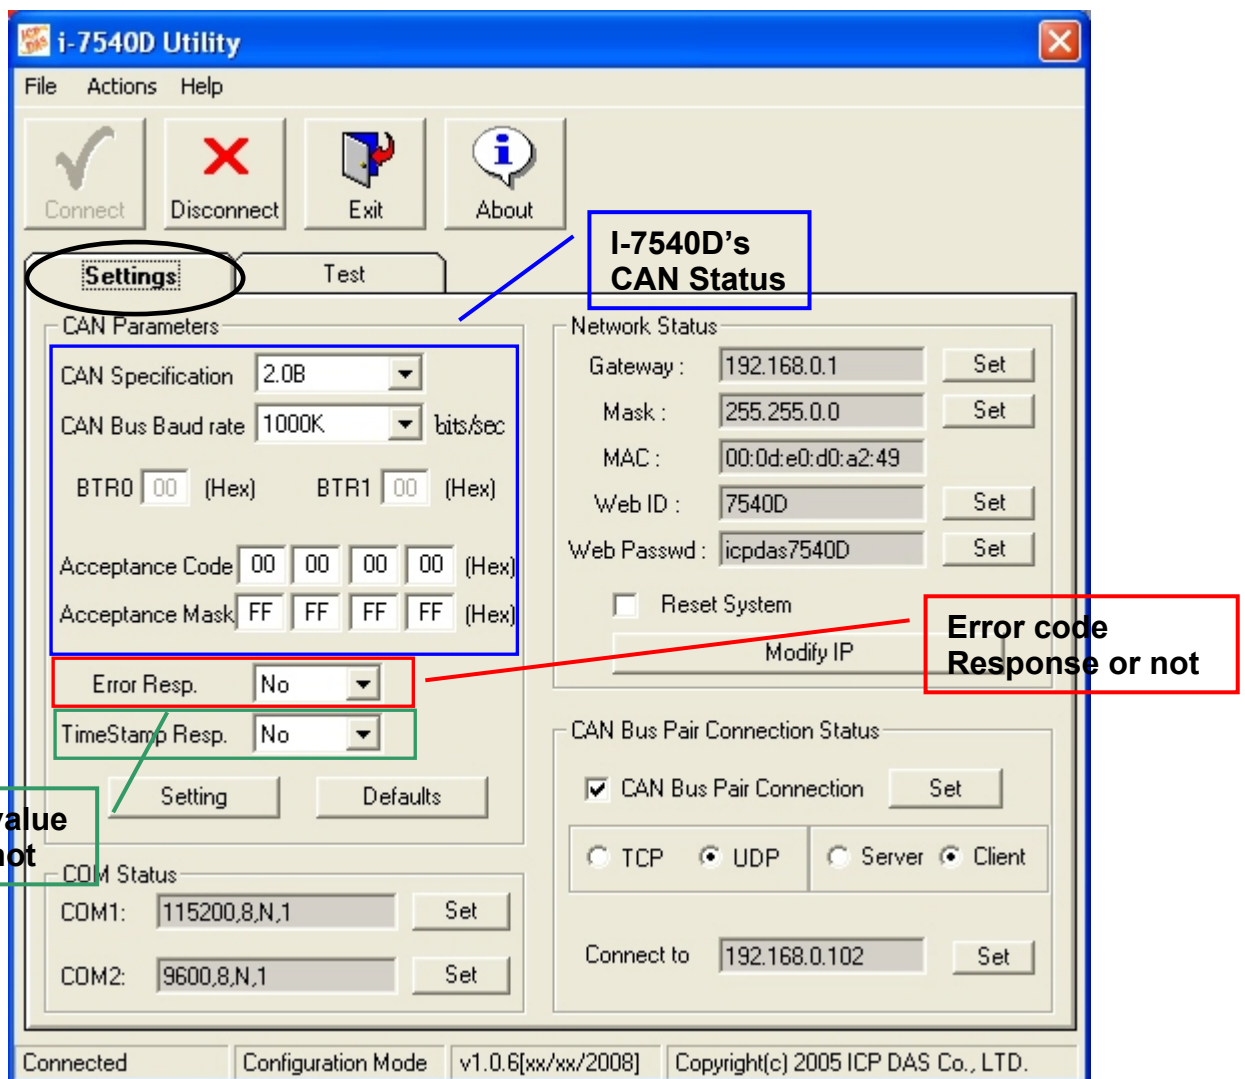 ICP DAS i-7540D Utility
File Actions Help
Connect Disconnect Exit About
I-7540D's
CAN Status
Settings Test
CAN Parameters
CAN Specification 2.0B
CAN Bus Baud rate 1000K bits/sec
BTR0 00 (Hex) BTR1 00 (Hex)
Acceptance Code 00 00 00 00 (Hex)
Acceptance Mask FF FF FF FF (Hex)
Error Resp. No
TimeStamp Resp. No
Setting Defaults
value
not
COM Status
COM1: 115200,8,N,1 Set
COM2: 9600,8,N,1 Set
Network Status
Gateway : 192.168.0.1 Set
Mask : 255.255.0.0 Set
MAC : 00:0d:e0:d0:a2:49
Web ID : 7540D Set
Web Passwd : icpdas7540D Set
Reset System
Modify IP
Error code
Response or not
CAN Bus Pair Connection Status
CAN Bus Pair Connection Set
TCP UDP Server Client
Connect to 192.168.0.102 Set
Connected Configuration Mode v1.0.6[xx/xx/2008] Copyright(c) 2005 ICP DAS Co., LTD.